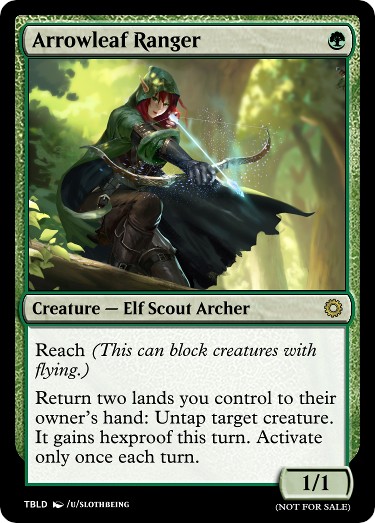 Arrowleaf Ranger
Creature — Elf Scout Archer
Reach (This can block creatures with
flying.)
Return two lands you control to their
owner's hand: Untap target creature.
It gains hexproof this turn. Activate
only once each turn.
1/1
TBLD /U/SLOTHBEING
(NOT FOR SALE)